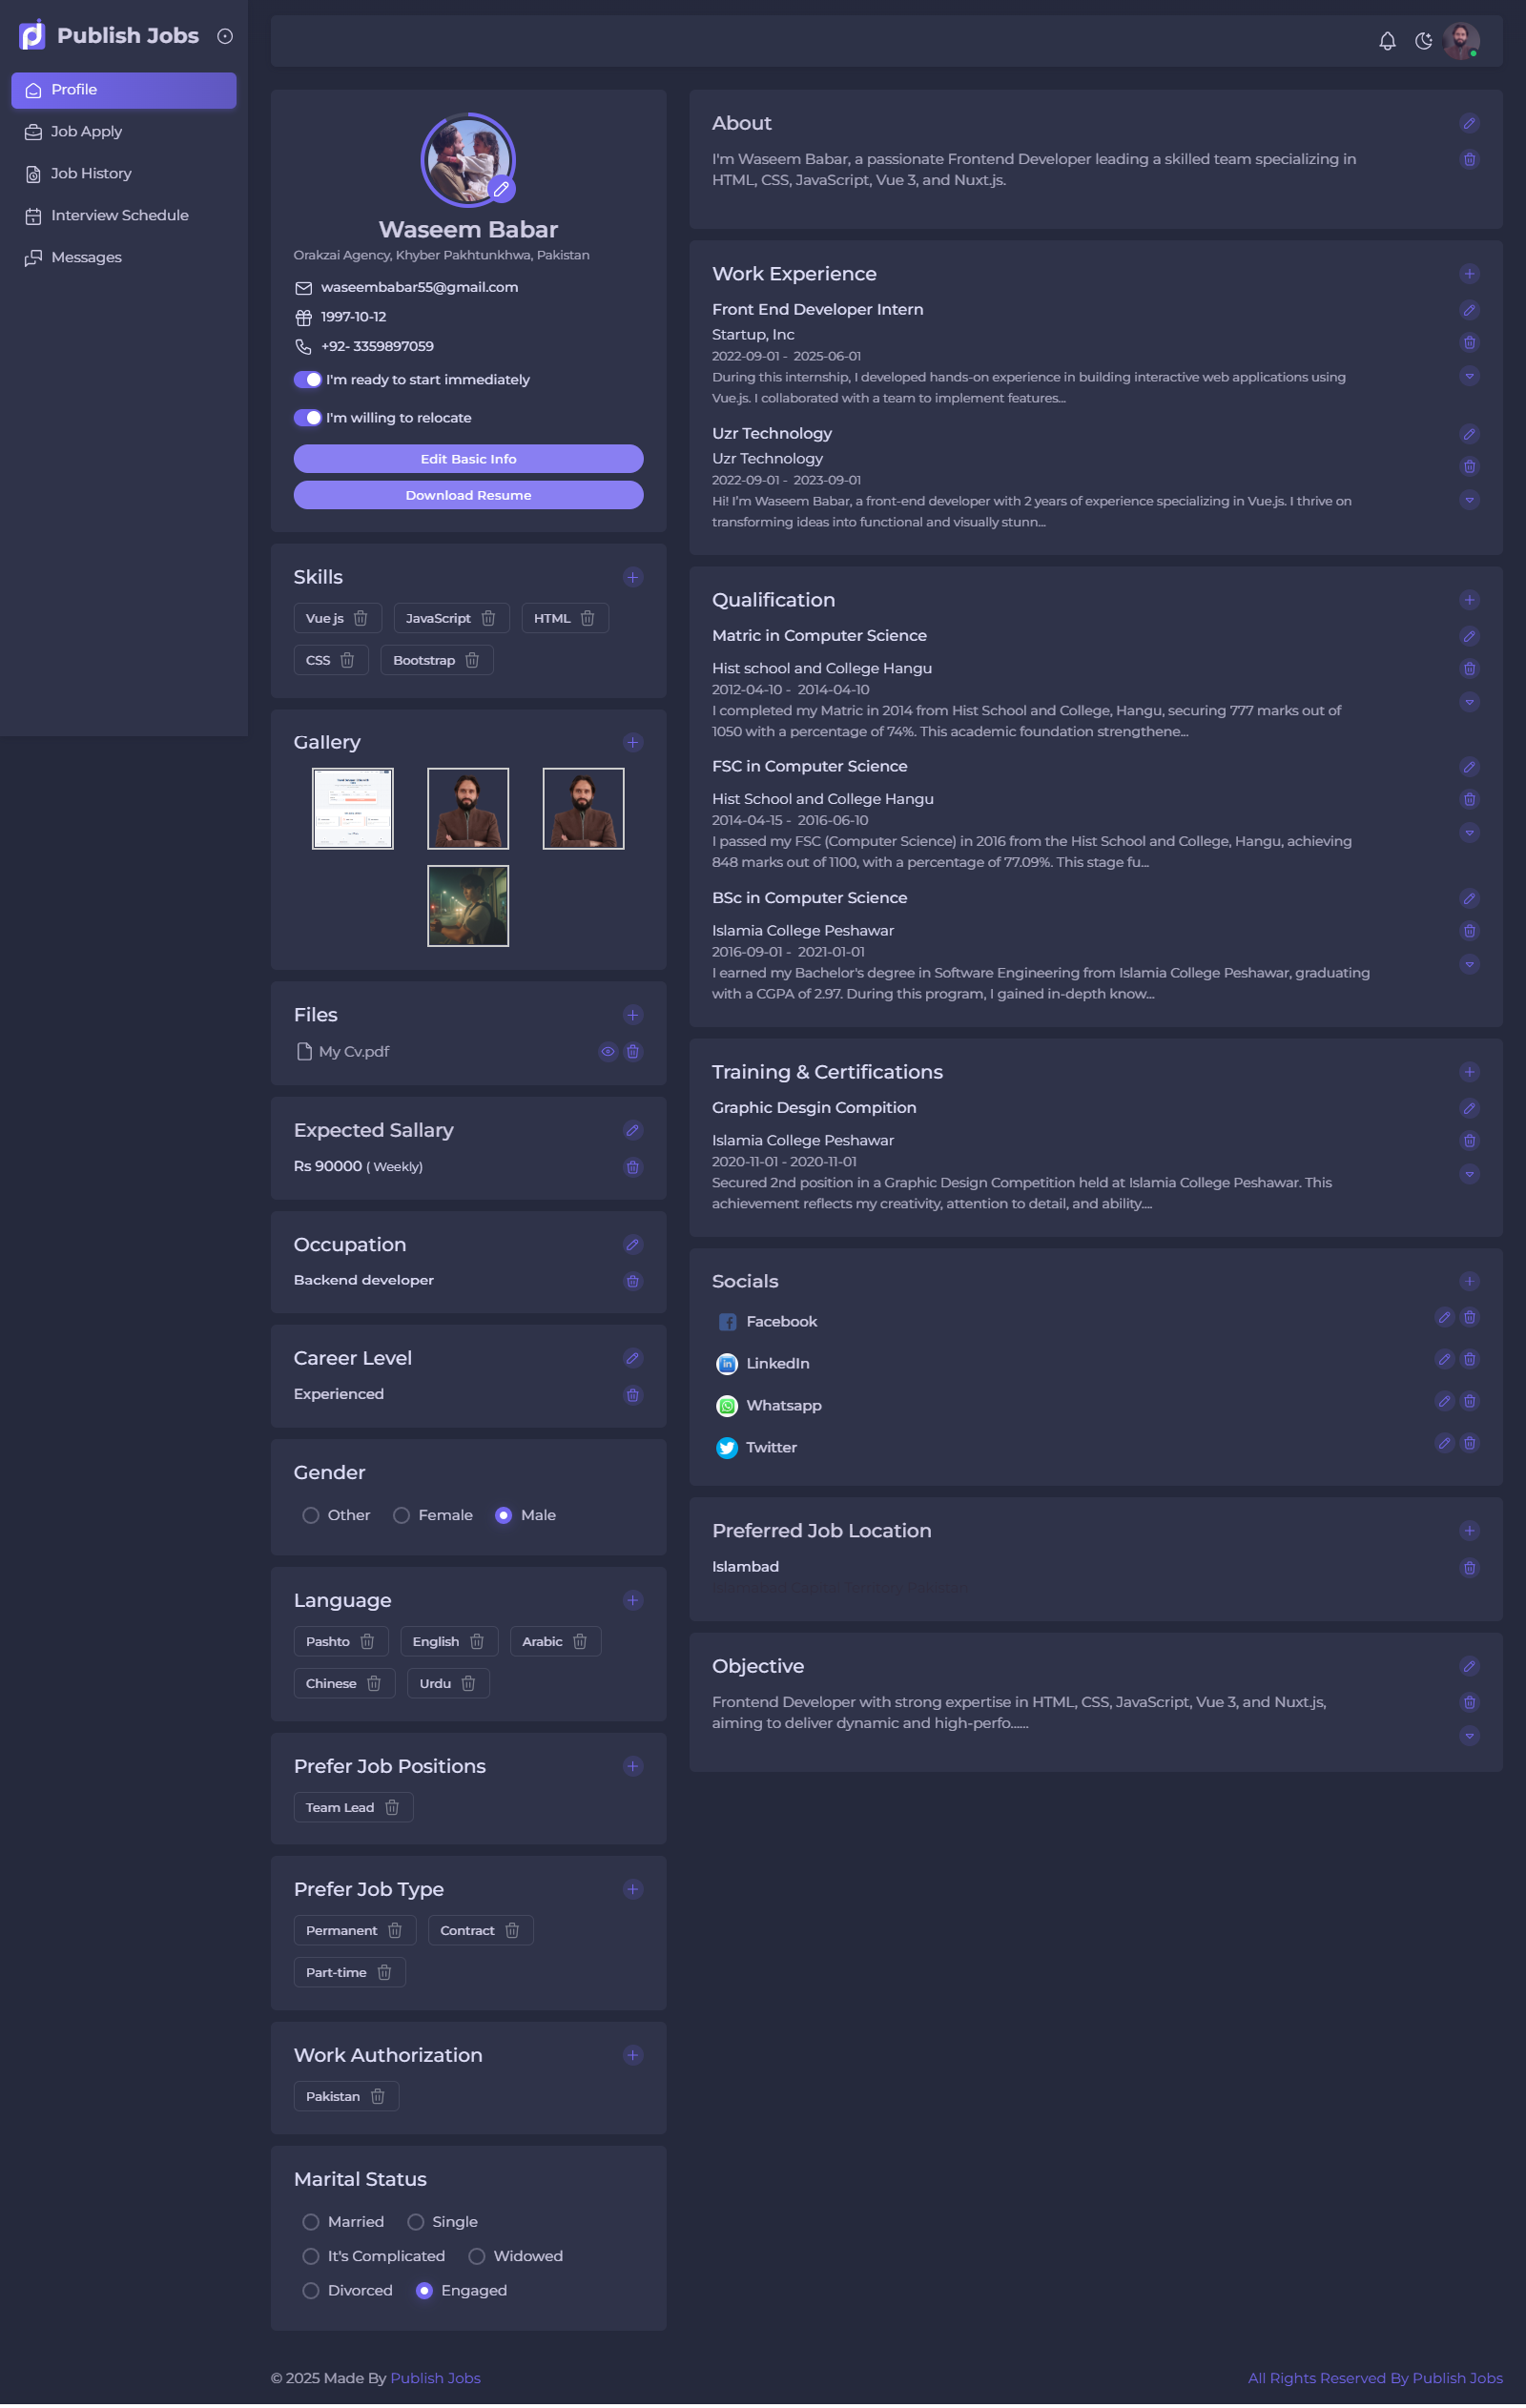 Publish Jobs
Profile
Job Apply
Job History
Interview Schedule
Messages
Waseem Babar
Orakzai Agency, Khyber Pakhtunkhwa, Pakistan
waseembabar55@gmail.com
1997-10-12
+92- 3359897059
I'm ready to start immediately
I'm willing to relocate
Edit Basic Info
Download Resume
Skills
Vue js
JavaScript
HTML
CSS
Bootstrap
Gallery
Files
My Cv.pdf
Expected Sallary
Rs 90000 ( Weekly)
Occupation
Backend developer
Career Level
Experienced
Gender
Other
Female
Male
Language
Pashto
English
Arabic
Chinese
Urdu
Prefer Job Positions
Team Lead
Prefer Job Type
Permanent
Contract
Part-time
Work Authorization
Pakistan
Marital Status
Married
Single
It's Complicated
Widowed
Divorced
Engaged
About
I'm Waseem Babar, a passionate Frontend Developer leading a skilled team specializing in
HTML, CSS, JavaScript, Vue 3, and Nuxt.js.
Work Experience
Front End Developer Intern
Startup, Inc
2022-09-01 - 2025-06-01
During this internship, I developed hands-on experience in building interactive web applications using
Vue.js. I collaborated with a team to implement features...
Uzr Technology
Uzr Technology
2022-09-01 - 2023-09-01
Hi! I'm Waseem Babar, a front-end developer with 2 years of experience specializing in Vue.js. I thrive on
transforming ideas into functional and visually stunn...
Qualification
Matric in Computer Science
Hist school and College Hangu
2012-04-10 - 2014-04-10
I completed my Matric in 2014 from Hist School and College, Hangu, securing 777 marks out of
1050 with a percentage of 74%. This academic foundation strengthene...
FSC in Computer Science
Hist School and College Hangu
2014-04-15 - 2016-06-10
I passed my FSC (Computer Science) in 2016 from the Hist School and College, Hangu, achieving
848 marks out of 1100, with a percentage of 77.09%. This stage fu...
BSc in Computer Science
Islamia College Peshawar
2016-09-01 - 2021-01-01
I earned my Bachelor's degree in Software Engineering from Islamia College Peshawar, graduating
with a CGPA of 2.97. During this program, I gained in-depth know...
Training & Certifications
Graphic Desgin Compition
Islamia College Peshawar
2020-11-01 - 2020-11-01
Secured 2nd position in a Graphic Design Competition held at Islamia College Peshawar. This
achievement reflects my creativity, attention to detail, and ability....
Socials
Facebook
LinkedIn
Whatsapp
Twitter
Preferred Job Location
Islambad
Objective
Frontend Developer with strong expertise in HTML, CSS, JavaScript, Vue 3, and Nuxt.js,
aiming to deliver dynamic and high-perfo......
© 2025 Made By Publish Jobs
All Rights Reserved By Publish Jobs